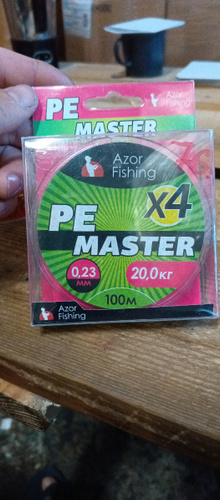 Azor
Fishing
PE
MASTER
Azor
Fishing
PE X4
MASTER
0,23
мм
20,0кг
100м
Azor
Fishing